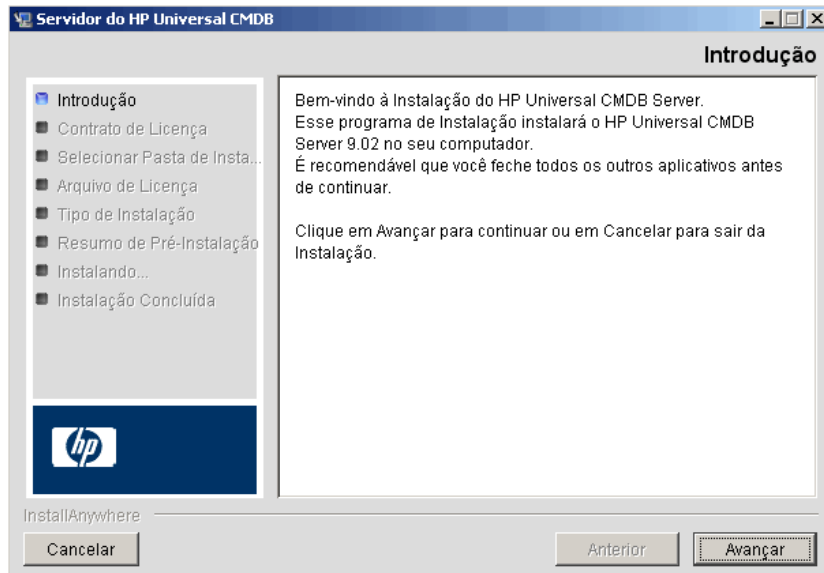 Servidor do HP Universal CMDB
Introdução
Introdução
Contrato de Licença
Selecionar Pasta de Insta...
Arquivo de Licença
Tipo de Instalação
Resumo de Pré-Instalação
Instalando...
Instalação Concluída
Bem-vindo à Instalação do HP Universal CMDB Server.
Esse programa de Instalação instalará o HP Universal CMDB
Server 9.02 no seu computador.
É recomendável que você feche todos os outros aplicativos antes
de continuar.
Clique em Avançar para continuar ou em Cancelar para sair da
Instalação.
hp
InstallAnywhere
Cancelar
Anterior
Avançar